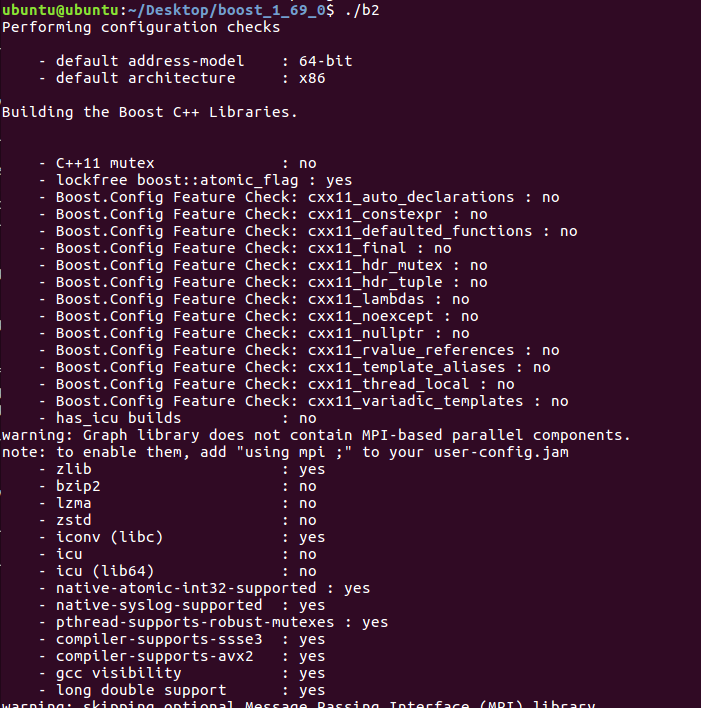 ubuntu@ubuntu:~/Desktop/boost_1_69_0$ ./b2
Performing configuration checks
- default address-model : 64-bit
- default architecture : x86
Building the Boost C++ Libraries.
- C++11 mutex : no
- lockfree boost::atomic_flag : yes
- Boost.Config Feature Check: cxx11_auto_declarations : no
- Boost.Config Feature Check: cxx11_constexpr : no
- Boost.Config Feature Check: cxx11_defaulted_functions : no
- Boost.Config Feature Check: cxx11_final : no
- Boost.Config Feature Check: cxx11_hdr_mutex : no
- Boost.Config Feature Check: cxx11_hdr_tuple : no
- Boost.Config Feature Check: cxx11_lambdas : no
- Boost.Config Feature Check: cxx11_noexcept : no
- Boost.Config Feature Check: cxx11_nullptr : no
- Boost.Config Feature Check: cxx11_rvalue_references : no
- Boost.Config Feature Check: cxx11_template_aliases : no
- Boost.Config Feature Check: cxx11_thread_local : no
- Boost.Config Feature Check: cxx11_variadic_templates : no
- has_icu builds : no
warning: Graph library does not contain MPI-based parallel components.
note: to enable them, add "using mpi ;" to your user-config.jam
- zlib : yes
- bzip2 : no
- lzma : no
- zstd : no
- iconv (libc) : yes
- icu : no
- icu (lib64) : no
- native-atomic-int32-supported : yes
- native-syslog-supported : yes
- pthread-supports-robust-mutexes : yes
- compiler-supports-ssse3 : yes
- compiler-supports-avx2 : yes
- gcc visibility : yes
- long double support : yes
warning: skipping optional Message Passing Interface (MPI) library